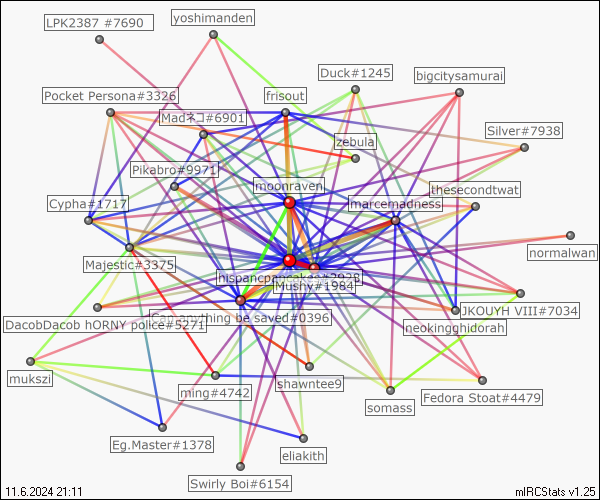 LPK2387 #7690
yoshimanden
Duck#1245
bigcitysamurai
Pocket Persona#3326
frisout
Madネコ#6901
Silver#7938
zebula
Pikabro#9971
moonraven
thesecondtwat
Cypha#1717
marcemadness
normalwan
Majestic#3375
Mushy#1984
JKOUYH VIII#7034
DacobDacob hORNY police#5271
Can anything be saved#0396
neokingghidorah
mukszi
shawntee9
ming#4742
somass
Fedora Stoat#4479
Eg.Master#1378
eliakith
Swirly Boi#6154
11.6.2024 21:11
mIRCStats v1.25